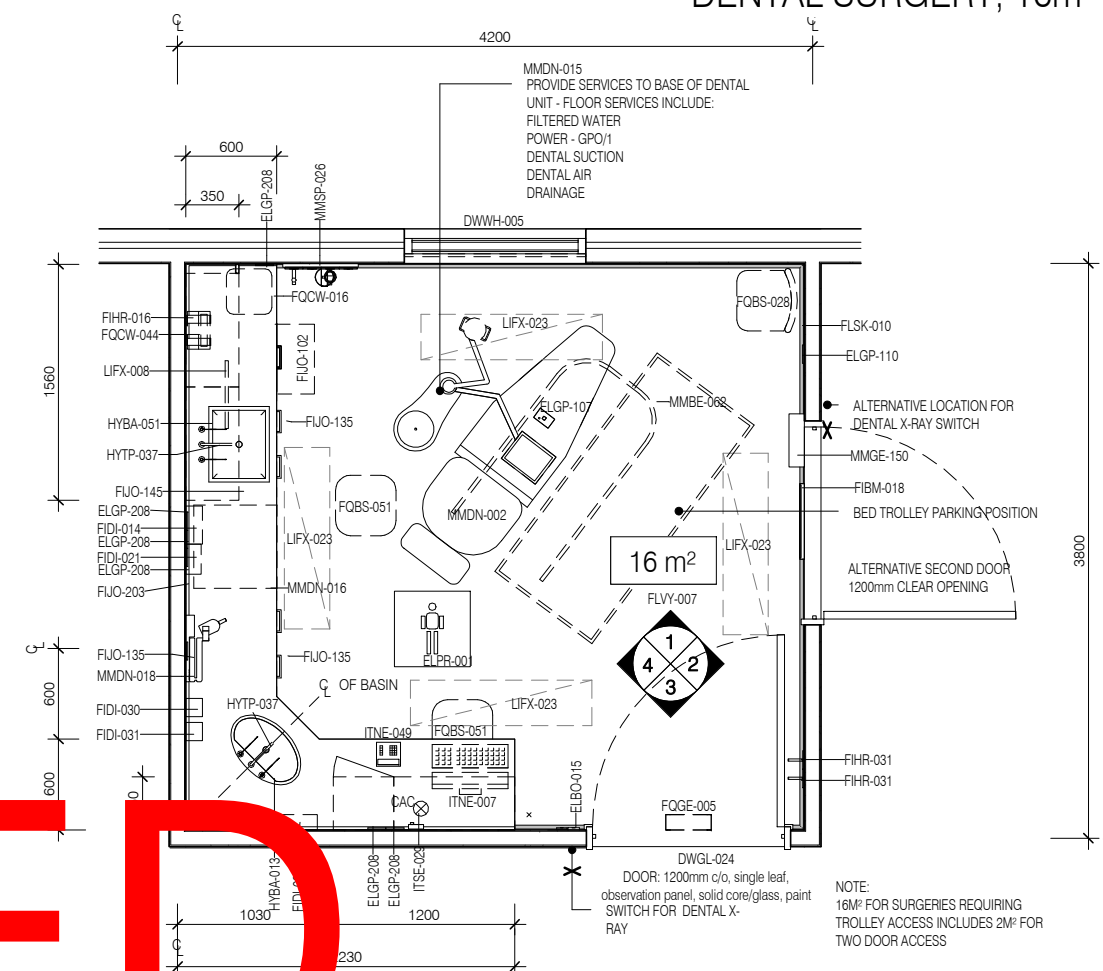 DENTAL SURGERY, 16m
4200
MMDN-015
PROVIDE SERVICES TO BASE OF DENTAL
UNIT - FLOOR SERVICES INCLUDE:
FILTERED WATER
POWER - GPO/1
DENTAL SUCTION
DENTAL AIR
DRAINAGE
600
350
ELGP-208
MMSP-026
DWWH-005
FIHR-016
FQCW-044
LIFX-008
HYBA-051
HYTP-037
FIJO-145
ELGP-208
FIDI-014
ELGP-208
FIDI-021
ELGP-208
FIJO-203
FIJO-135
MMDN-018
FIDI-030
FIDI-031
1560
600
600
FQCW-016
FIJO-102
FIJO-135
LIFX-023
ELGP-107
MMBE-062
FQBS-028
FLSK-010
ELGP-110
ALTERNATIVE LOCATION FOR
DENTAL X-RAY SWITCH
MMGE-150
FIBM-018
BED TROLLEY PARKING POSITION
ALTERNATIVE SECOND DOOR
1200mm CLEAR OPENING
3800
FQBS-051
MMDN-002
LIFX-023
LIFX-023
16 m²
FLVY-007
1
2
3
4
MMDN-016
ELPR-001
FIJO-135
C̵L OF BASIN
HYTP-037
LIFX-023
ITNE-049
FQBS-051
CAC
ITNE-007
ELBO-015
FIHR-031
FIHR-031
FQGE-005
HYBA-013
ELGP-208
ELGP-208
ITSE-029
DWGL-024
DOOR: 1200mm c/o, single leaf,
observation panel, solid core/glass, paint
SWITCH FOR DENTAL X-
RAY
NOTE:
16M² FOR SURGERIES REQUIRING
TROLLEY ACCESS INCLUDES 2M² FOR
TWO DOOR ACCESS
1030
1200